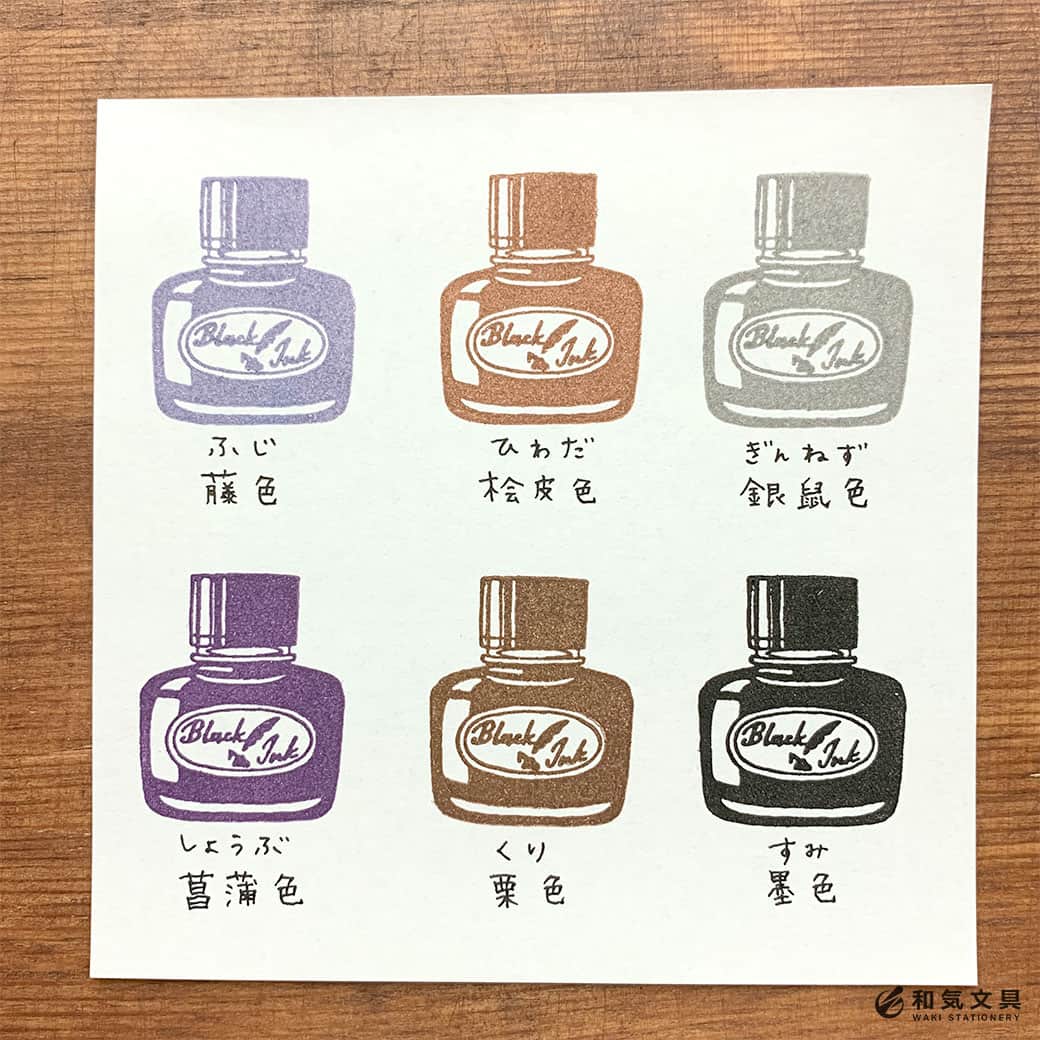 Black Ink
Black Ink
Black Ink
ふじ
藤色
ひわだ
桧皮色
ぎんねず
銀鼠色
Black Ink
Black Ink
Black Ink
しょうぶ
菖蒲色
くり
栗色
すみ
墨色
和気文具
WAKI STATIONERY